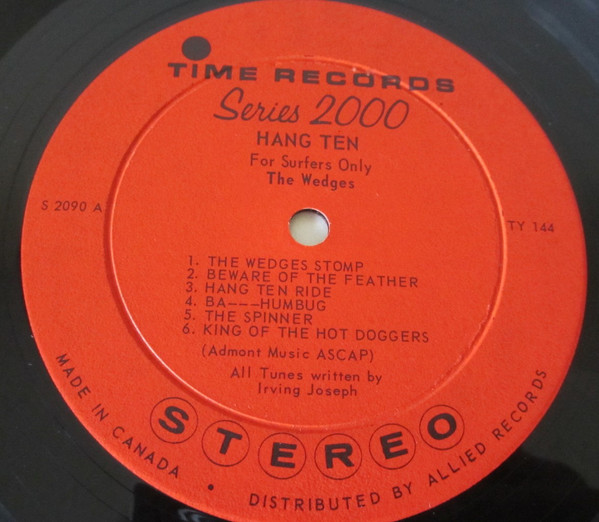 TIME RECORDS
Series 2000
HANG TEN
For Surfers Only
The Wedges
S 2090 A
TY 144
1. THE WEDGES STOMP
2. BEWARE OF THE FEATHER
3. HANG TEN RIDE
4. BA---HUMBUG
5. THE SPINNER
6. KING OF THE HOT DOGGERS
(Admont Music ASCAP)
All Tunes written by
Irving Joseph
STEREO
MADE IN CANADA • DISTRIBUTED BY ALLIED RECORDS